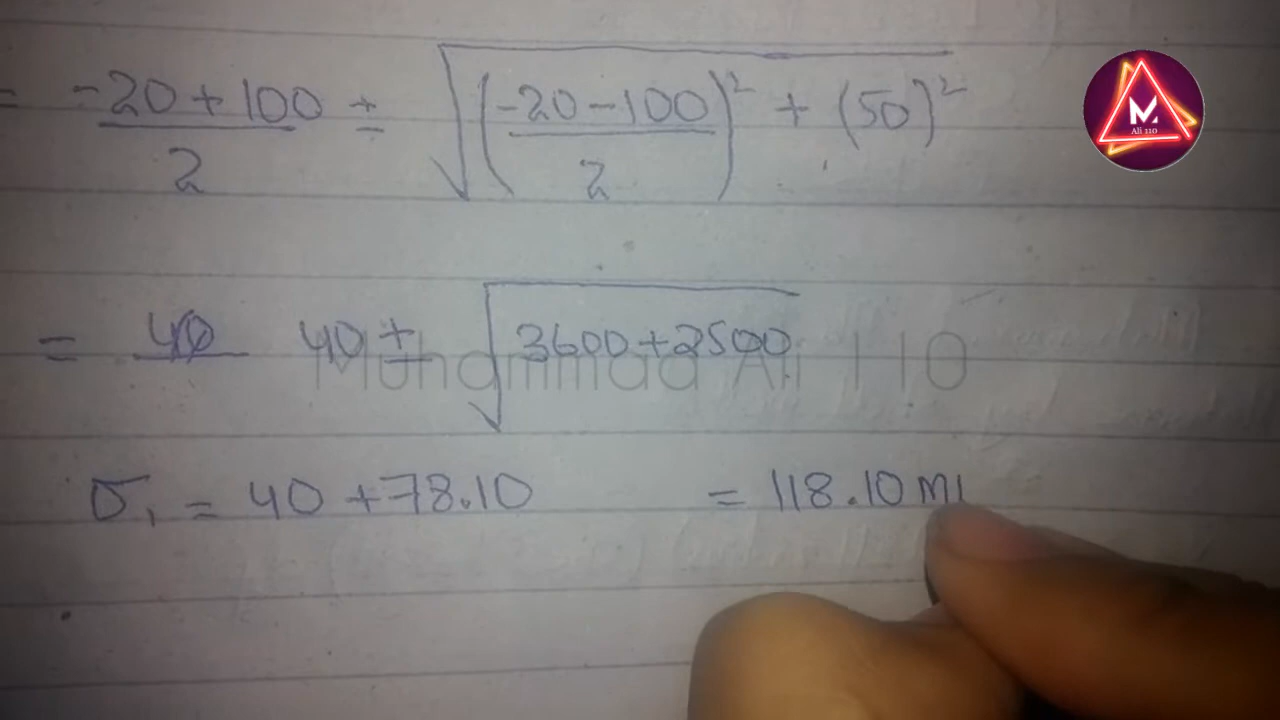 = -20+100/2 ± √((-20-100)/2)² + (50)²
M.
Ali 110
= 40 40 ± √3600+2500
Muhammad Ali 110
σ₁ = 40 +78.10 = 118.10 m